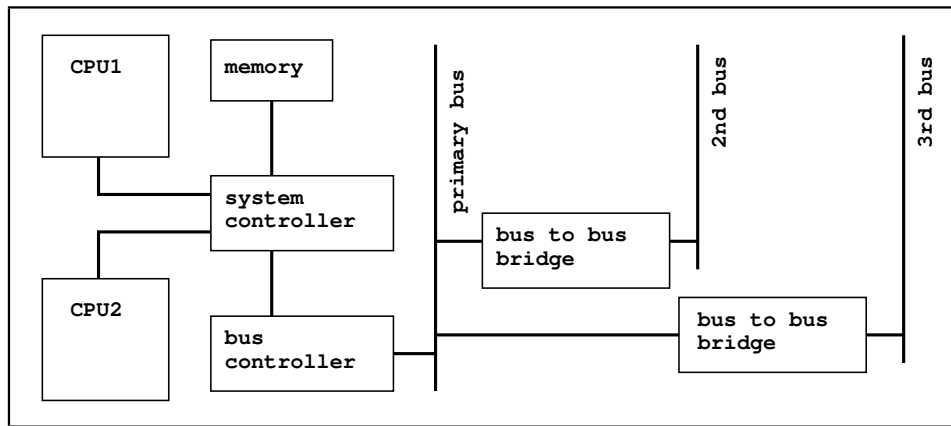 CPU1
memory
primary bus
2nd bus
3rd bus
system
controller
bus to bus
bridge
CPU2
bus
controller
bus to bus
bridge